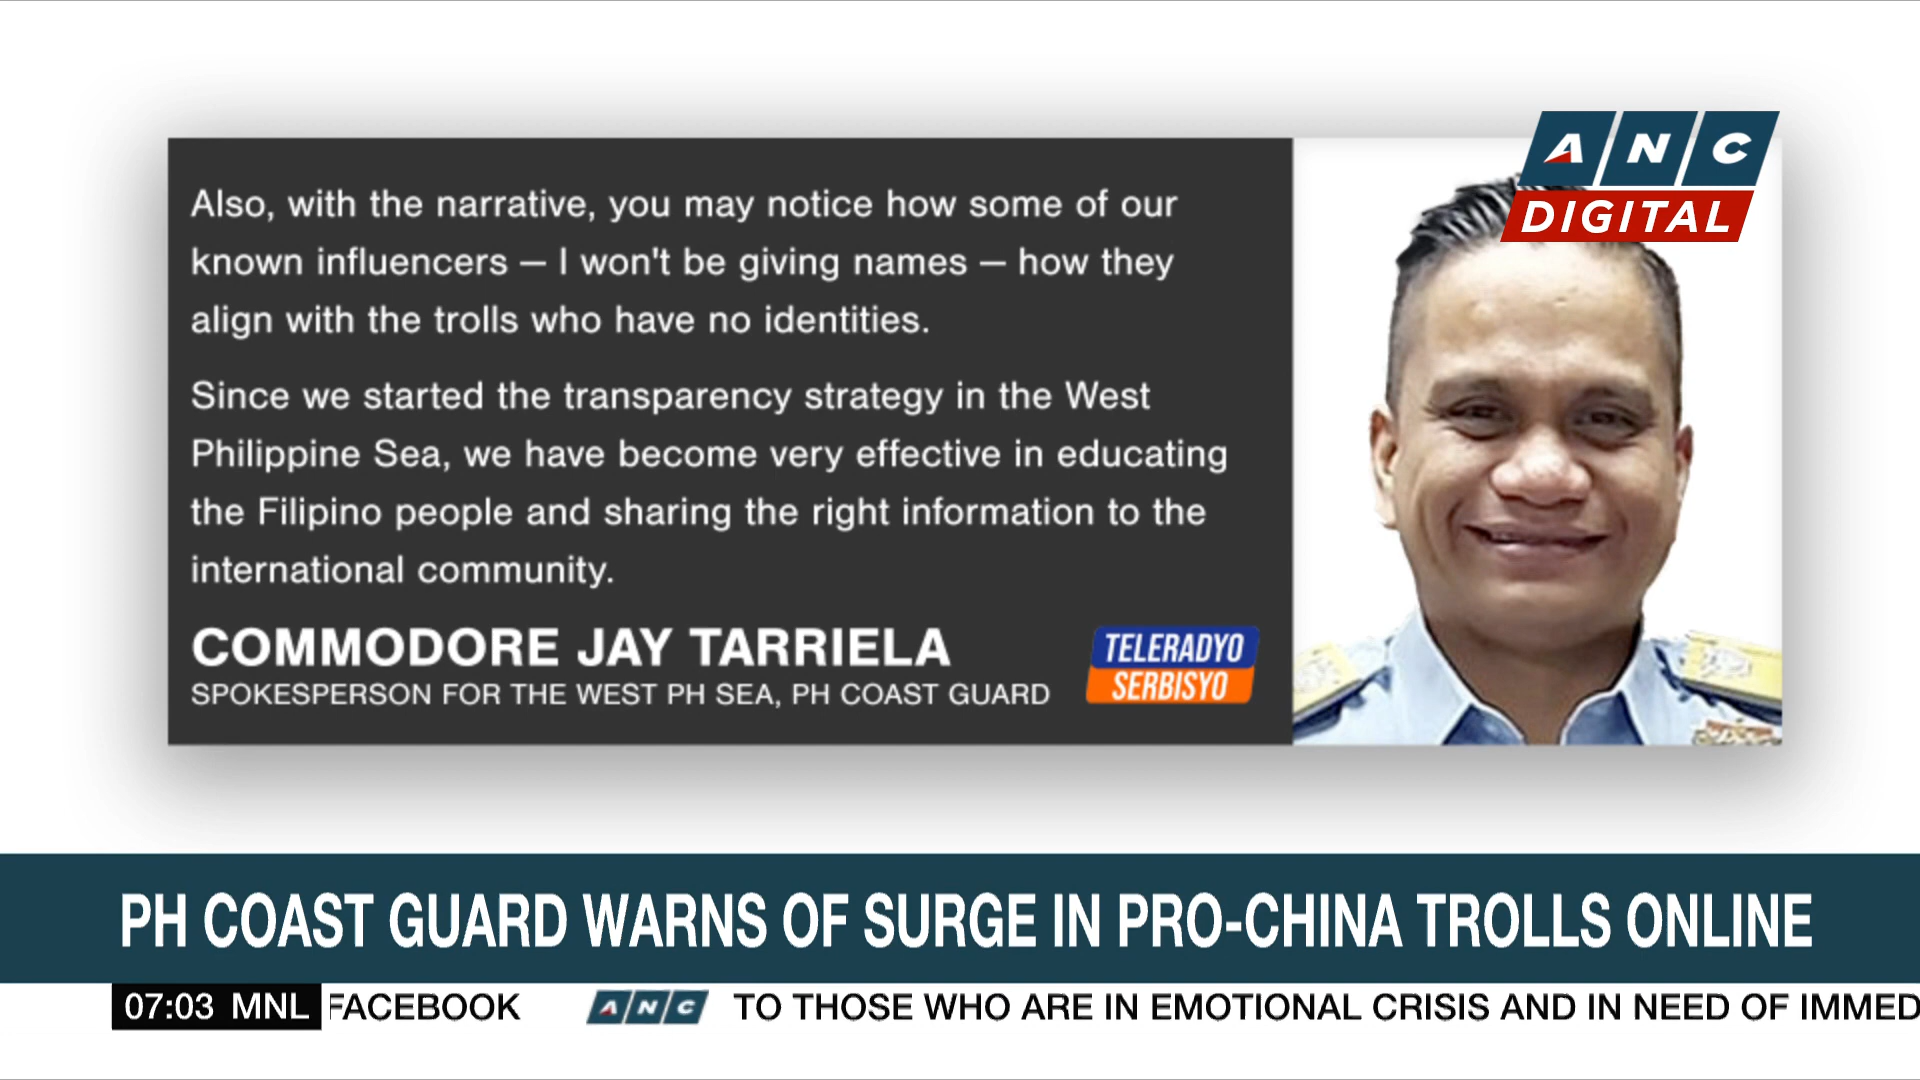 ANC
DIGITAL
Also, with the narrative, you may notice how some of our
known influencers — I won't be giving names — how they
align with the trolls who have no identities.
Since we started the transparency strategy in the West
Philippine Sea, we have become very effective in educating
the Filipino people and sharing the right information to the
international community.
COMMODORE JAY TARRIELA
SPOKESPERSON FOR THE WEST PH SEA, PH COAST GUARD
TELERADYO
SERBISYO
PH COAST GUARD WARNS OF SURGE IN PRO-CHINA TROLLS ONLINE
07:03 MNL FACEBOOK ANC TO THOSE WHO ARE IN EMOTIONAL CRISIS AND IN NEED OF IMMED